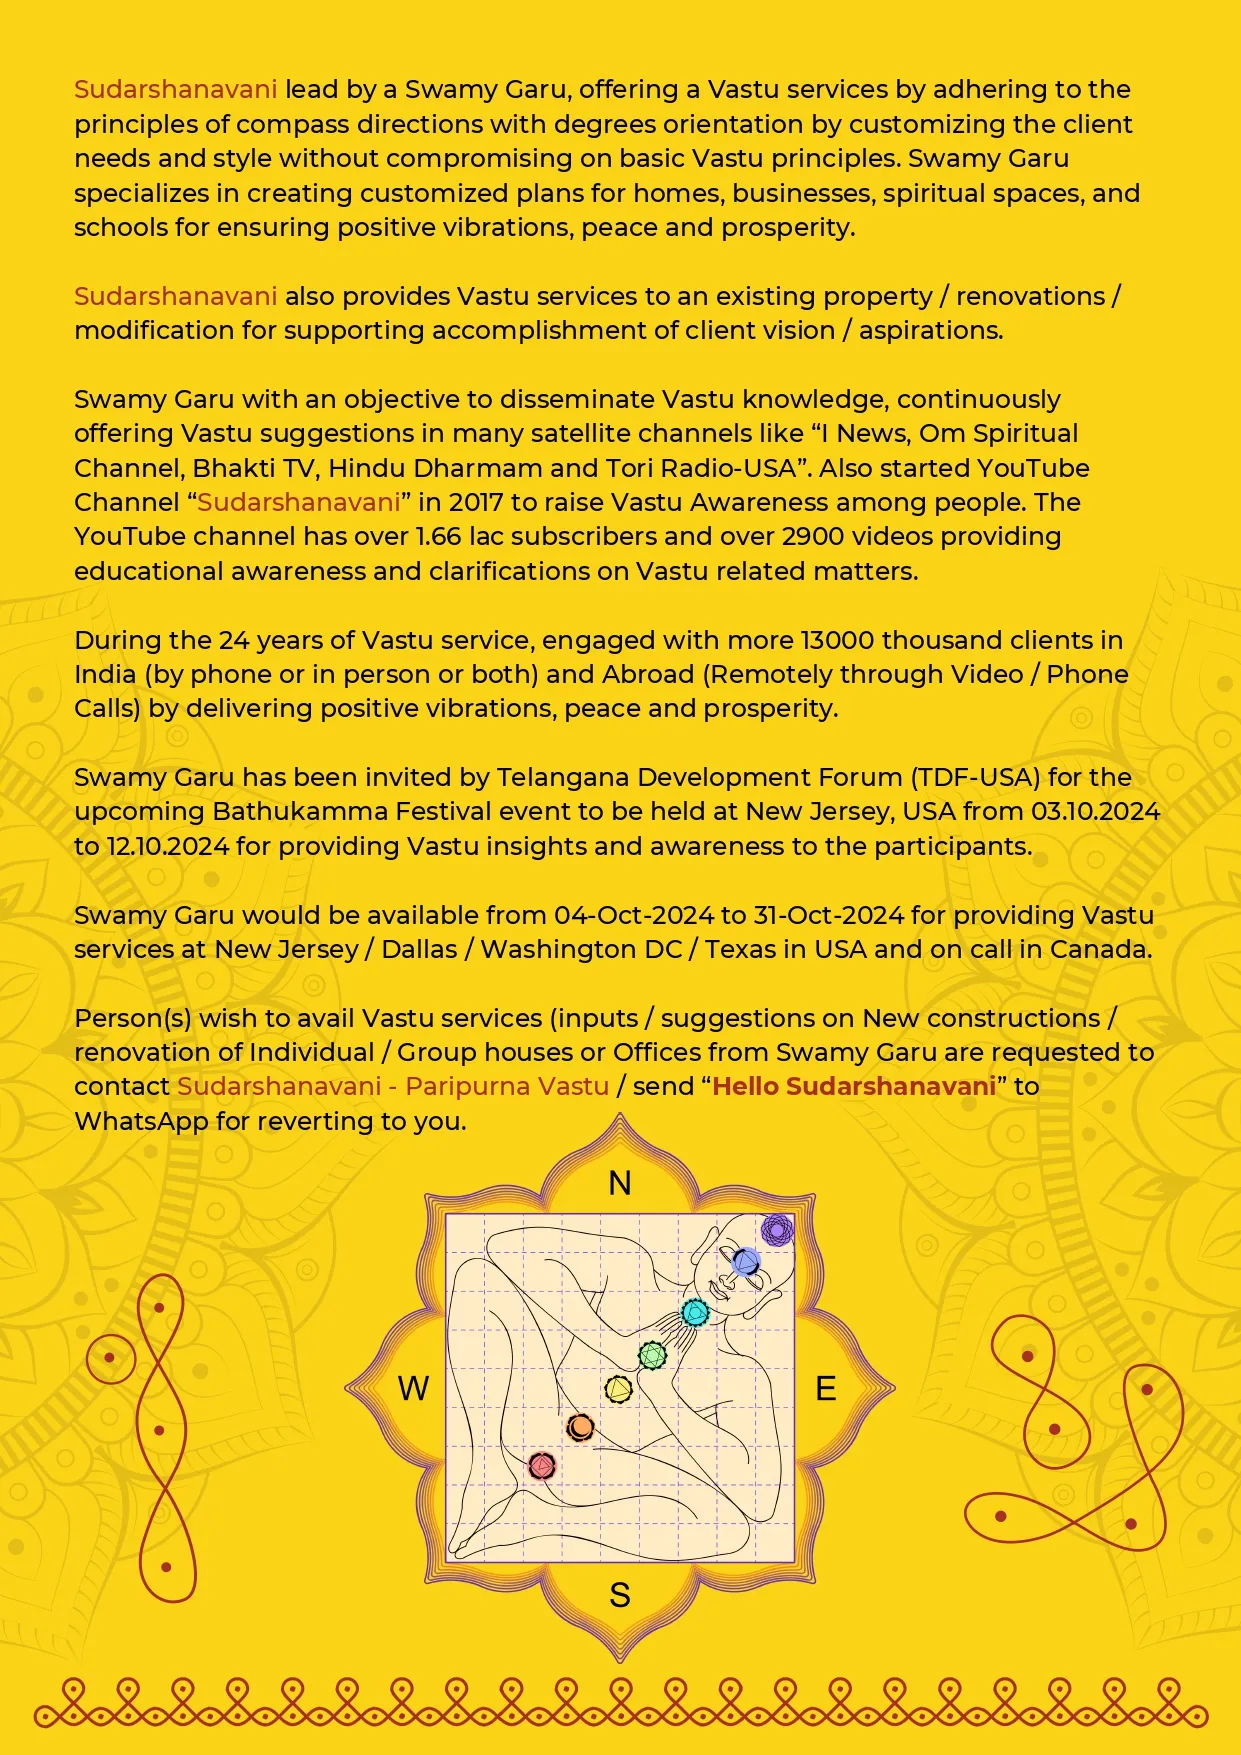 Sudarshanavani lead by a Swamy Garu, offering a Vastu services by adhering to the
principles of compass directions with degrees orientation by customizing the client
needs and style without compromising on basic Vastu principles. Swamy Garu
specializes in creating customized plans for homes, businesses, spiritual spaces, and
schools for ensuring positive vibrations, peace and prosperity.
Sudarshanavani also provides Vastu services to an existing property / renovations /
modification for supporting accomplishment of client vision / aspirations.
Swamy Garu with an objective to disseminate Vastu knowledge, continuously
offering Vastu suggestions in many satellite channels like “I News, Om Spiritual
Channel, Bhakti TV, Hindu Dharmam and Tori Radio-USA”. Also started YouTube
Channel “Sudarshanavani” in 2017 to raise Vastu Awareness among people. The
YouTube channel has over 1.66 lac subscribers and over 2900 videos providing
educational awareness and clarifications on Vastu related matters.
During the 24 years of Vastu service, engaged with more 13000 thousand clients in
India (by phone or in person or both) and Abroad (Remotely through Video / Phone
Calls) by delivering positive vibrations, peace and prosperity.
Swamy Garu has been invited by Telangana Development Forum (TDF-USA) for the
upcoming Bathukamma Festival event to be held at New Jersey, USA from 03.10.2024
to 12.10.2024 for providing Vastu insights and awareness to the participants.
Swamy Garu would be available from 04-Oct-2024 to 31-Oct-2024 for providing Vastu
services at New Jersey / Dallas / Washington DC / Texas in USA and on call in Canada.
Person(s) wish to avail Vastu services (inputs / suggestions on New constructions /
renovation of Individual / Group houses or Offices from Swamy Garu are requested to
contact Sudarshanavani - Paripurna Vastu / send “Hello Sudarshanavani” to
WhatsApp for reverting to you.
N
W
E
S